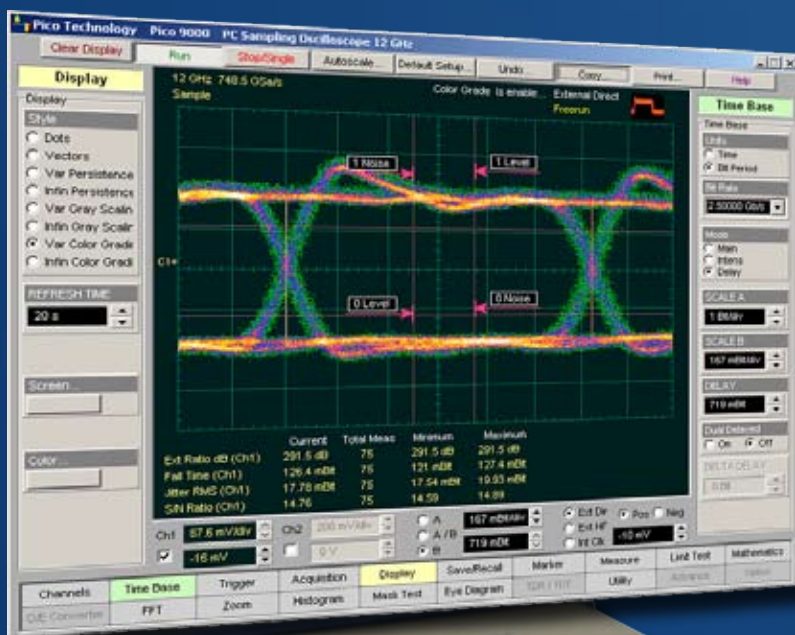 Pico Technology Pico 9000 PC Sampling Oscilloscope 12 GHz
Clear Display
Run
Stop/Single
Autoscale...
Default Setup...
Undo
Copy...
Print...
Help
Display
Display
Style
Dots
Vectors
Var Persistence
Infin Persistence
Var Gray Scalin
Infin Gray Scalin
Var Color Gradi
Infin Color Gradi
REFRESH TIME
20 s
Screen...
Color...
12 GHz 748.5 GSa/s
Sample
Color Grade is enable...
External Direct
Freerun
1 Noise
1 Level
C1+
0 Level
0 Noise
Current Total Meas Minimum Maximum
Ext Ratio dB (Ch1) 291.5 dB 75 291.5 dB 291.5 dB
Fall Time (Ch1) 126.4 mBit 75 121 mBit 127.4 mBit
Jitter RMS (Ch1) 17.78 mBit 75 17.54 mBit 19.93 mBit
S/N Ratio (Ch1) 14.76 75 14.59 14.89
Time Base
Time Base
Units
Time
Bit Period
Bit Rate
2.50000 Gb/s
Mode
Main
Intens
Delay
SCALE A
1 Bit/div
SCALE B
167 mBit/div
DELAY
719 mBit
Dual Delayed
On Off
DELTA DELAY
0 Bit
Ch1 67.6 mV/div
-16 mV
Ch2 200 mV/div
0 V
A
A / B
B
167 mBit/div
719 mBit
Ext Dir
Ext HF
Int Clk
Pos Neg
-10 mV
Channels Time Base Trigger Acquisition Display Save/Recall Marker Measure Limit Test Mathematics
O/E Converter FFT Zoom Histogram Mask Test Eye Diagram TDR / TDT Utility Advance